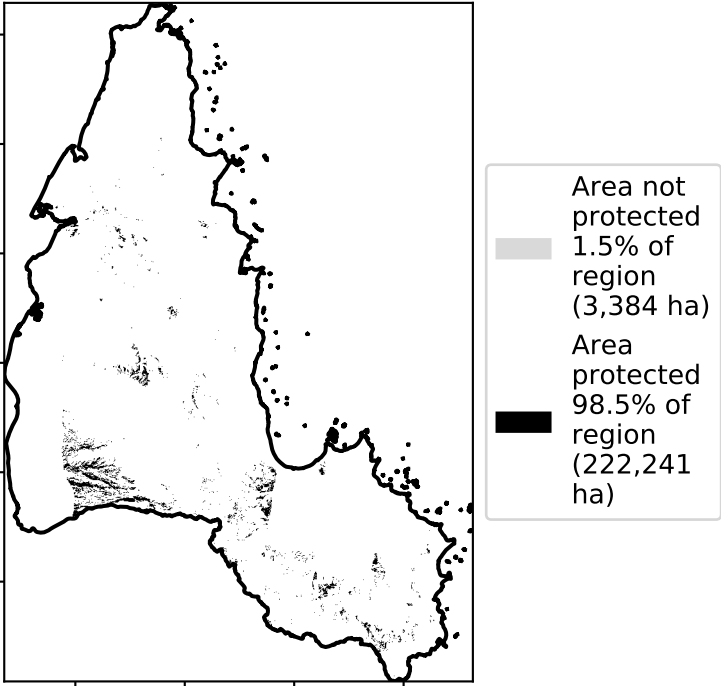 Area not
protected
1.5% of
region
(3,384 ha)
Area
protected
98.5% of
region
(222,241
ha)